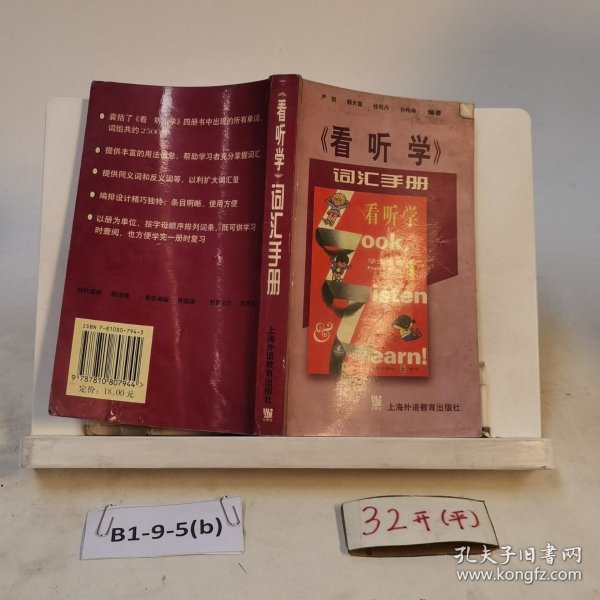 囊括了《看 听 学》四册书中出现的所有单词、
词组共约2500个
提供丰富的用法信息,帮助学习者充分掌握词汇
提供同义词和反义词等,以利扩大词汇量
编排设计精巧独特:条目明晰,使用方便
以册为单位,按字母顺序排列词条,既可供学习
时查阅,也方便学完一册时复习
ISBN 7-81080-794-3
9 787810 807944
定价:18.00元
《看听学》词汇手册
上海外语教育出版社
编著
《看 听 学》
词汇手册
看听学
Look,
Listen
&
Learn!
上海外语教育出版社
B1-9-5(b)
32开(平)
孔夫子旧书网
www.kongfz.com